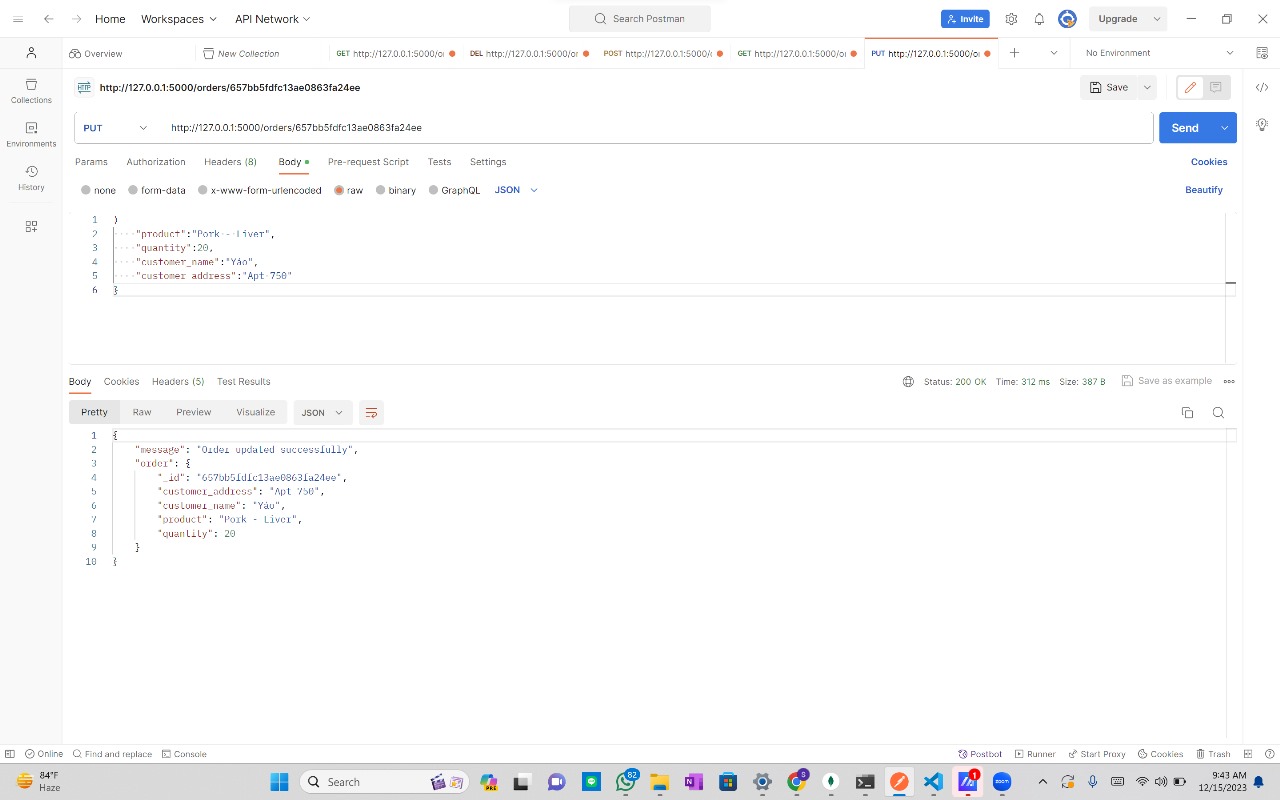 Home Workspaces API Network Search Postman Invite Upgrade
Overview New Collection GET http://127.0.0.1:5000/or DEL http://127.0.0.1:5000/or POST http://127.0.0.1:5000/ GET http://127.0.0.1:5000/or PUT http://127.0.0.1:5000/or No Environment
Collections
Environments
History
HTTP http://127.0.0.1:5000/orders/657bb5fdfc13ae0863fa24ee Save
PUT http://127.0.0.1:5000/orders/657bb5fdfc13ae0863fa24ee Send
Params Authorization Headers (8) Body Pre-request Script Tests Settings Cookies
none form-data x-www-form-urlencoded raw binary GraphQL JSON Beautify
1 }
2 "product":"Pork - Liver",
3 "quantity":20,
4 "customer_name":"Yáo",
5 "customer_address":"Apt 750"
6 }
Body Cookies Headers (5) Test Results Status: 200 OK Time: 312 ms Size: 387 B Save as example
Pretty Raw Preview Visualize JSON
1 {
2 "message": "Order updated successfully",
3 "order": {
4 "_id": "657bb5fdfc13ae0863fa24ee",
5 "customer_address": "Apt 750",
6 "customer_name": "Yáo",
7 "product": "Pork - Liver",
8 "quantity": 20
9 }
10 }
Online Find and replace Console Postbot Runner Start Proxy Cookies Trash
84°F
Haze
Search
PRE
82
S
1
zoom
9:43 AM
12/15/2023